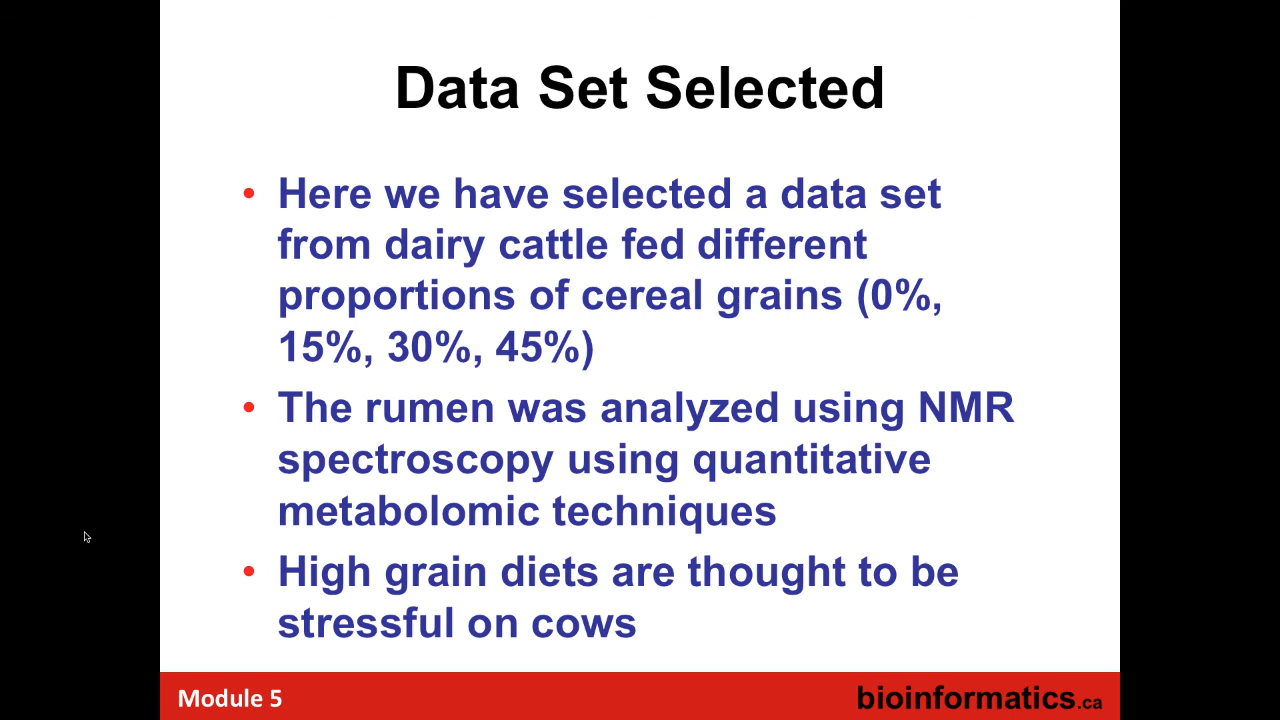 Data Set Selected
• Here we have selected a data set
from dairy cattle fed different
proportions of cereal grains (0%,
15%, 30%, 45%)
• The rumen was analyzed using NMR
spectroscopy using quantitative
metabolomic techniques
• High grain diets are thought to be
stressful on cows
Module 5
bioinformatics.ca